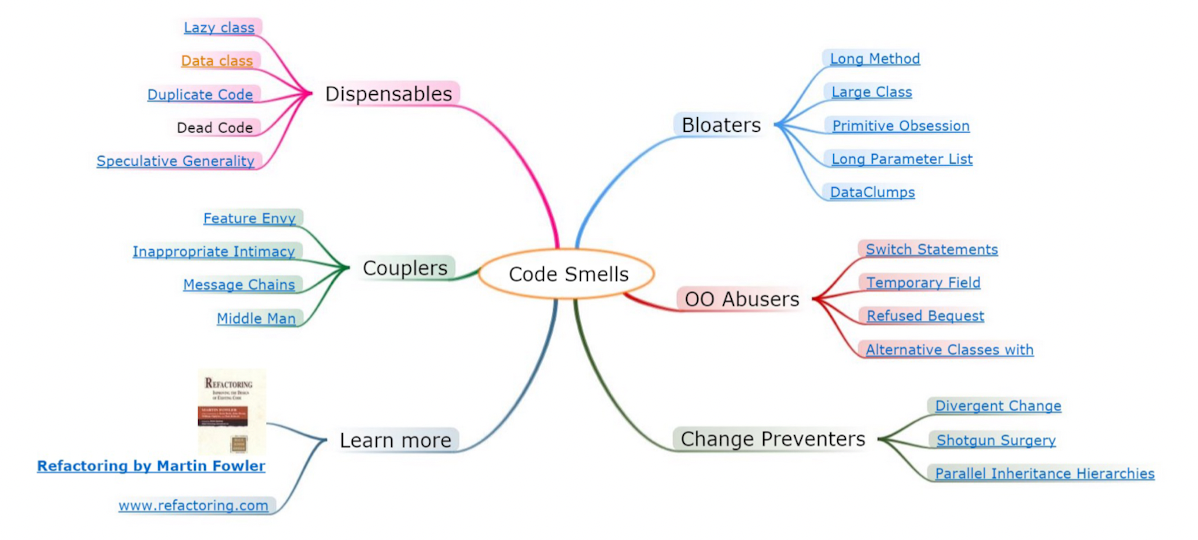 Code Smells
Dispensables
Lazy class
Data class
Duplicate Code
Dead Code
Speculative Generality
Couplers
Feature Envy
Inappropriate Intimacy
Message Chains
Middle Man
Learn more
REFACTORING
IMPROVING THE DESIGN
OF EXISTING CODE
MARTIN FOWLER
Refactoring by Martin Fowler
www.refactoring.com
Bloaters
Long Method
Large Class
Primitive Obsession
Long Parameter List
DataClumps
OO Abusers
Switch Statements
Temporary Field
Refused Bequest
Alternative Classes with
Change Preventers
Divergent Change
Shotgun Surgery
Parallel Inheritance Hierarchies